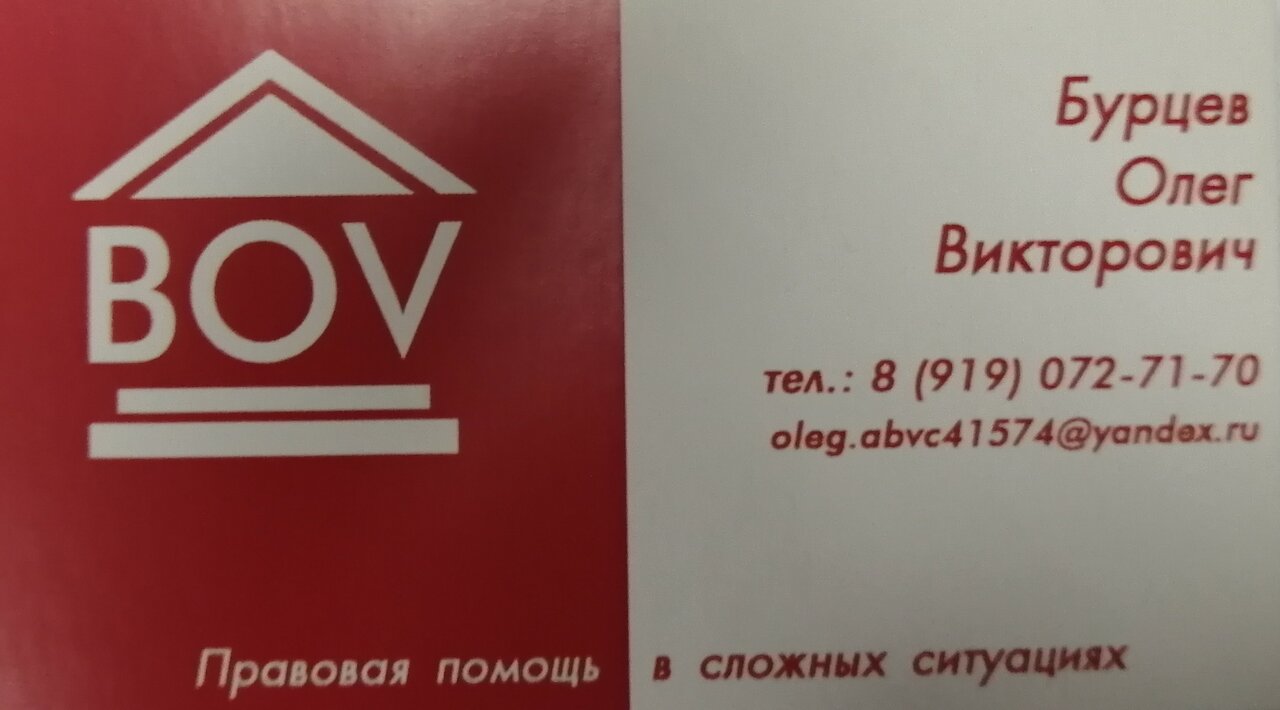 BOV
Бурцев
Олег
Викторович
тел.: 8 (919) 072-71-70
oleg.abvc41574@yandex.ru
Правовая помощь в сложных ситуациях